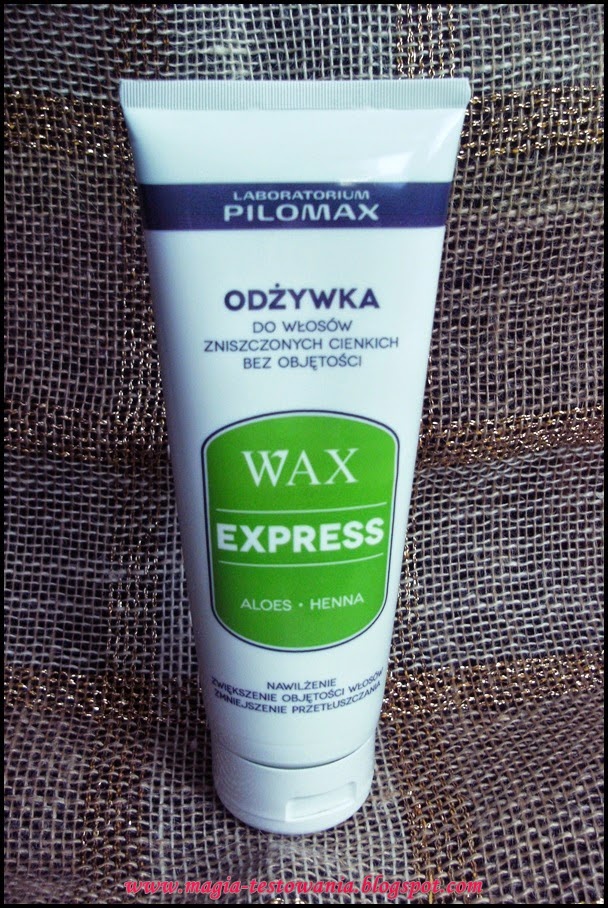 LABORATORIUM
PILOMAX
ODŻYWKA
DO WŁOSÓW
ZNISZCZONYCH CIENKICH
BEZ OBJĘTOŚCI
WAX
EXPRESS
ALOES • HENNA
NAWILŻENIE
ZWIĘKSZENIE OBJĘTOŚCI WŁOSÓW
ZMNIEJSZENIE PRZETŁUSZCZANIA
www.magia-testowania.blogspot.com